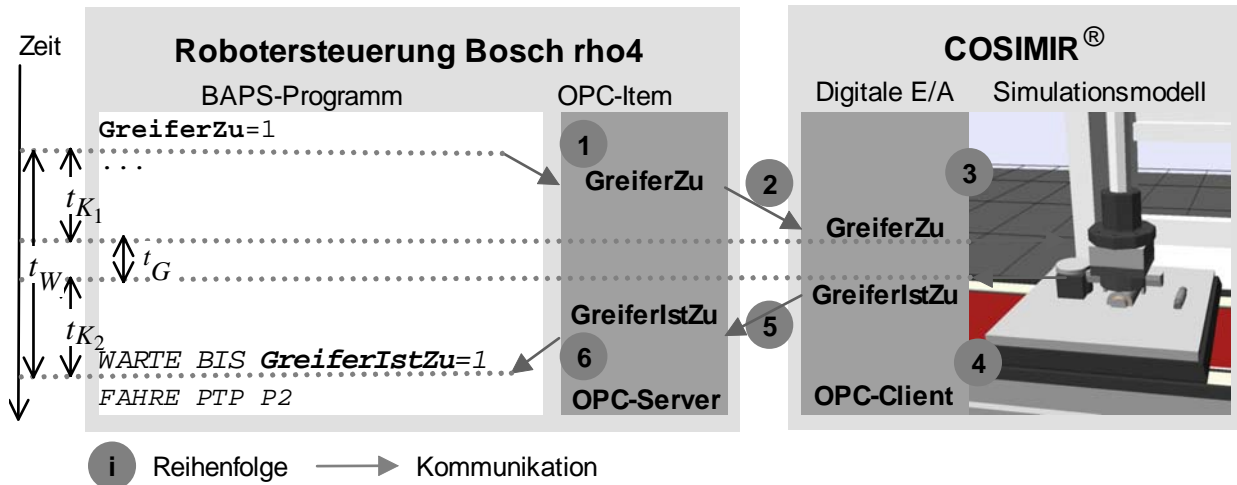 Zeit
Robotersteuerung Bosch rho4
COSIMIR®
BAPS-Programm
OPC-Item
Digitale E/A
Simulationsmodell
GreiferZu=1
...
1
GreiferZu
2
3
tK1
GreiferZu
tG
tW
GreiferIstZu
GreiferIstZu
5
tK2
WARTE BIS GreiferIstZu=1
6
4
FAHRE PTP P2
OPC-Server
OPC-Client
i Reihenfolge
Kommunikation